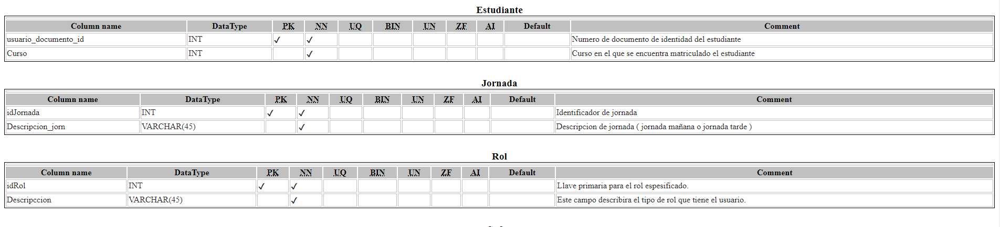 Estudiante
Column name DataType PK NN UQ BIN UN ZF AI Default Comment
usuario_documento_id INT ✓ ✓ Numero de documento de identidad del estudiante
Curso INT ✓ Curso en el que se encuentra matriculado el estudiante
Jornada
Column name DataType PK NN UQ BIN UN ZF AI Default Comment
idJornada INT ✓ ✓ Identificador de jornada
Descripcion_jorn VARCHAR(45) ✓ Descripcion de jornada ( jornada mañana o jornada tarde )
Rol
Column name DataType PK NN UQ BIN UN ZF AI Default Comment
idRol INT ✓ ✓ Llave primaria para el rol espesificado.
Descripccion VARCHAR(45) ✓ Este campo describira el tipo de rol que tiene el usuario.